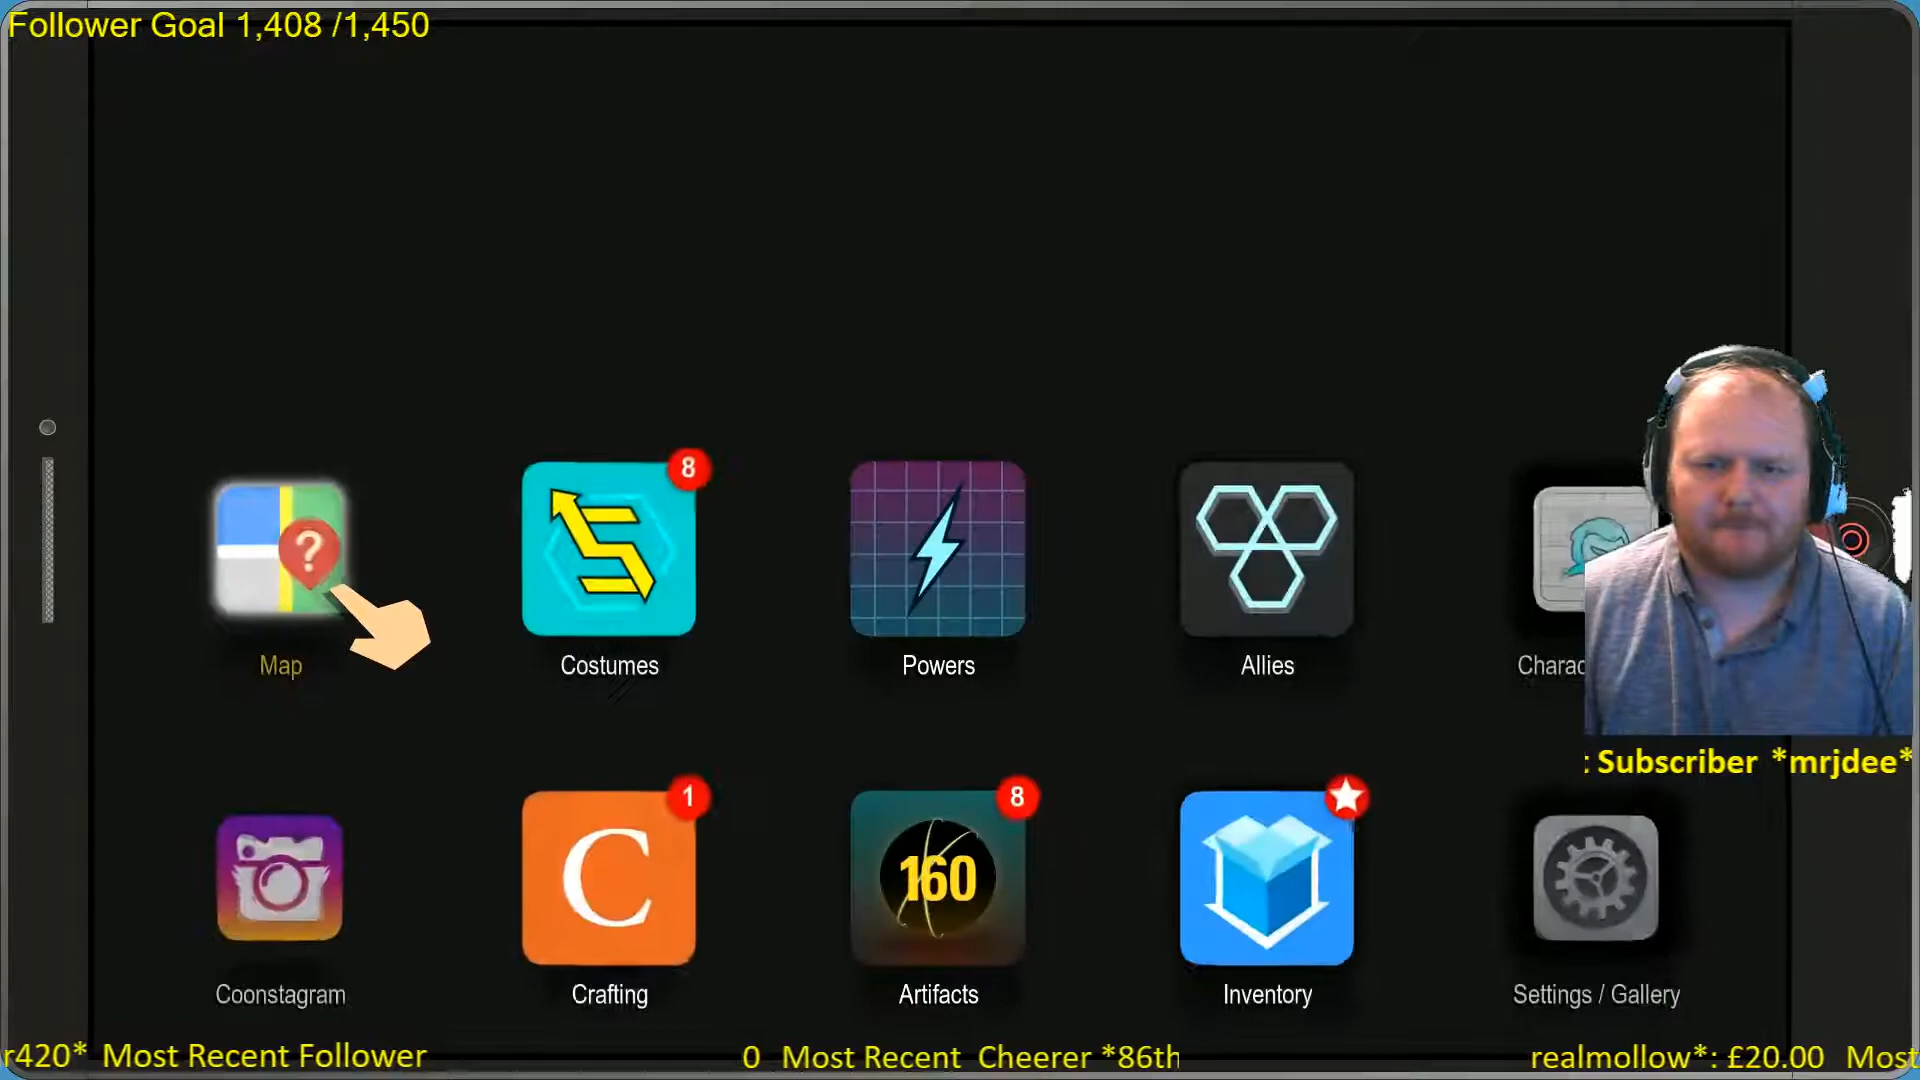 Follower Goal 1,408 /1,450
8
?
Map
Costumes
Powers
Allies
Charac
: Subscriber *mrjdee*
1
8
C
160
Coonstagram
Crafting
Artifacts
Inventory
Settings / Gallery
r420* Most Recent Follower
0 Most Recent Cheerer *86th
realmollow*: £20.00 Most